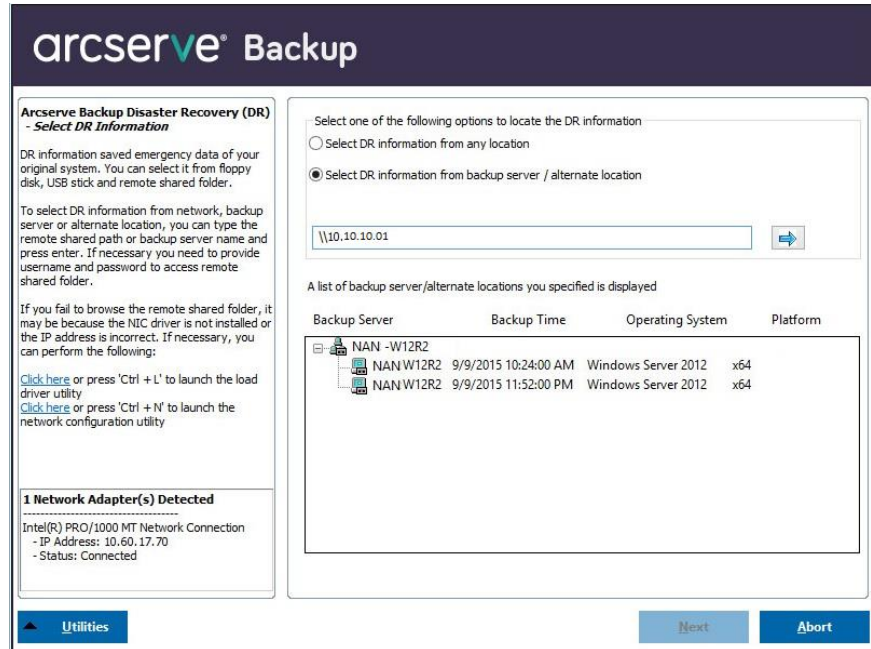 arcserve® Backup
Arcserve Backup Disaster Recovery (DR)
- Select DR Information
DR information saved emergency data of your
original system. You can select it from floppy
disk, USB stick and remote shared folder.
To select DR information from network, backup
server or alternate location, you can type the
remote shared path or backup server name and
press enter. If necessary you need to provide
username and password to access remote
shared folder.
If you fail to browse the remote shared folder, it
may be because the NIC driver is not installed or
the IP address is incorrect. If necessary, you
can perform the following:
Click here or press 'Ctrl + L' to launch the load
driver utility
Click here or press 'Ctrl + N' to launch the
network configuration utility
1 Network Adapter(s) Detected
-----------------------------------
Intel(R) PRO/1000 MT Network Connection
- IP Address: 10.60.17.70
- Status: Connected
Select one of the following options to locate the DR information
Select DR information from any location
Select DR information from backup server / alternate location
\\10.10.10.01
A list of backup server/alternate locations you specified is displayed
Backup Server Backup Time Operating System Platform
NAN -W12R2
NAN W12R2 9/9/2015 10:24:00 AM Windows Server 2012 x64
NAN W12R2 9/9/2015 11:52:00 PM Windows Server 2012 x64
Utilities
Next
Abort